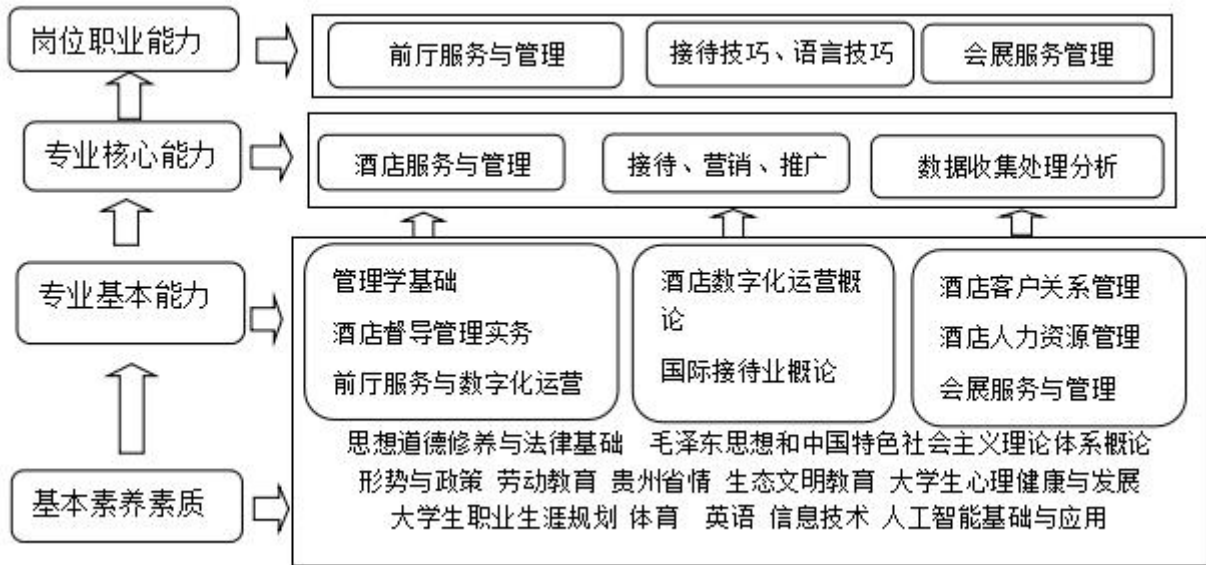 岗位职业能力
前厅服务与管理
接待技巧、语言技巧
会展服务管理
专业核心能力
酒店服务与管理
接待、营销、推广
数据收集处理分析
专业基本能力
管理学基础
酒店督导管理实务
前厅服务与数字化运营
酒店数字化运营概
论
国际接待业概论
酒店客户关系管理
酒店人力资源管理
会展服务与管理
基本素养素质
思想道德修养与法律基础 毛泽东思想和中国特色社会主义理论体系概论
形势与政策 劳动教育 贵州省情 生态文明教育 大学生心理健康与发展
大学生职业生涯规划 体育 英语 信息技术 人工智能基础与应用